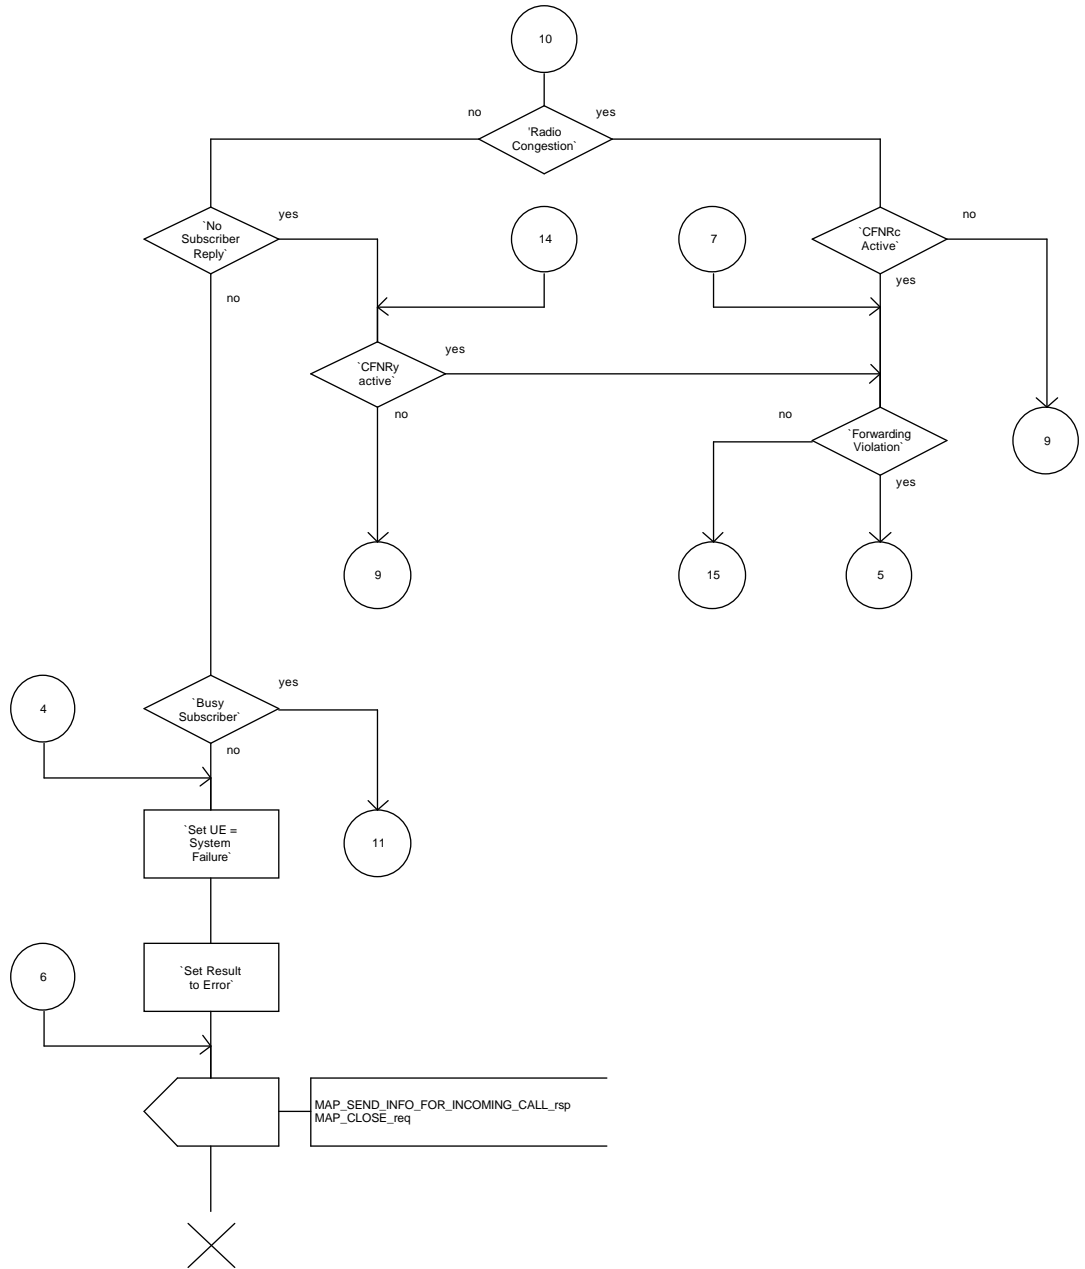 10
no
yes
'Radio
Congestion`
`No
Subscriber
Reply`
yes
14
7
`CFNRc
Active`
no
no
yes
`CFNRy
active`
yes
no
no
`Forwarding
Violation`
9
yes
9
15
5
4
`Busy
Subscriber`
yes
no
`Set UE =
System
Failure`
11
6
`Set Result
to Error`
MAP_SEND_INFO_FOR_INCOMING_CALL_rsp
MAP_CLOSE_req